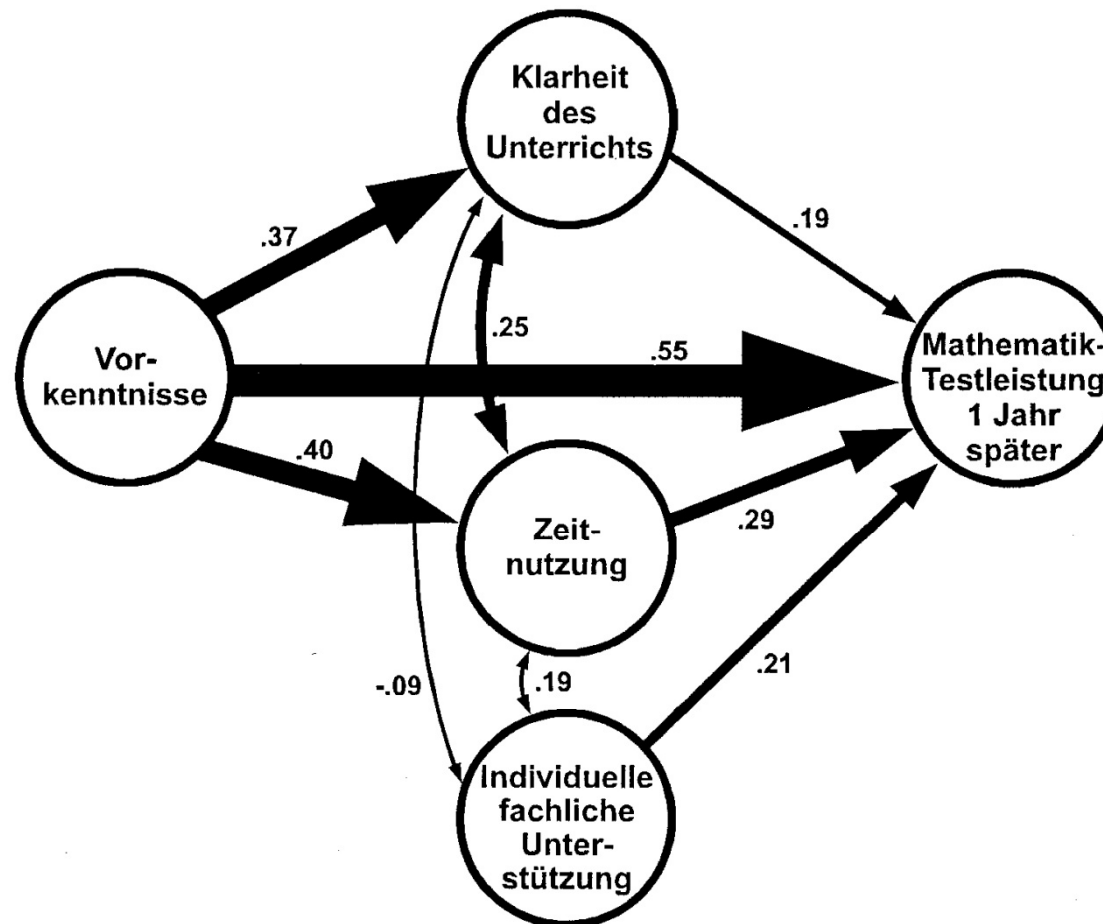 Klarheit
des
Unterrichts
.37
.19
.25
Vor-
kenntnisse
.55
Mathematik-
Testleistung
1 Jahr
später
.40
Zeit-
nutzung
.29
-.09
.19
.21
Individuelle
fachliche
Unter-
stützung